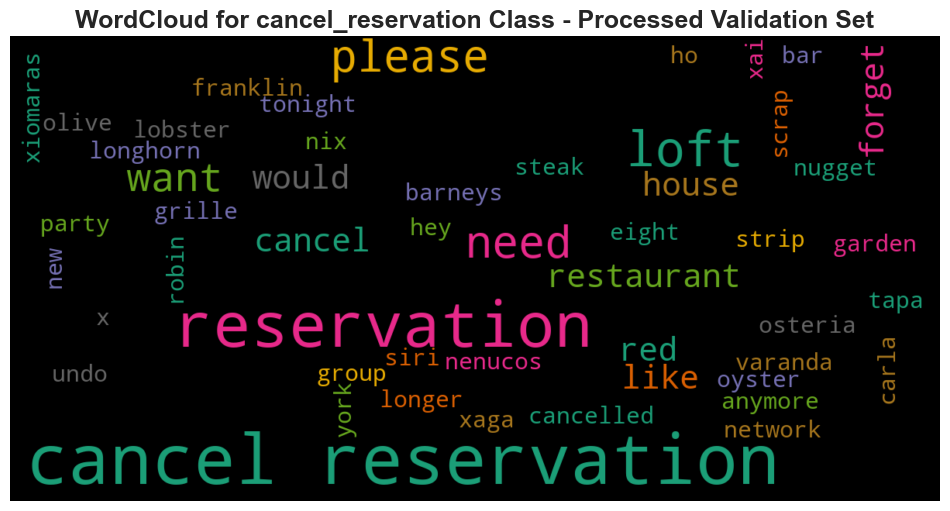 WordCloud for cancel_reservation Class - Processed Validation Set
please
ho
xai
bar
forget
xiomaras
franklin
tonight
scrap
olive
lobster
nix
loft
longhorn
steak
nugget
want
would
house
barneys
grille
party
hey
eight
strip
garden
cancel
need
new
robin
restaurant
tapa
x
reservation
osteria
red
siri
nenucos
varanda
carla
undo
group
like
oyster
york
longer
anymore
xaga
cancelled
network
cancel reservation